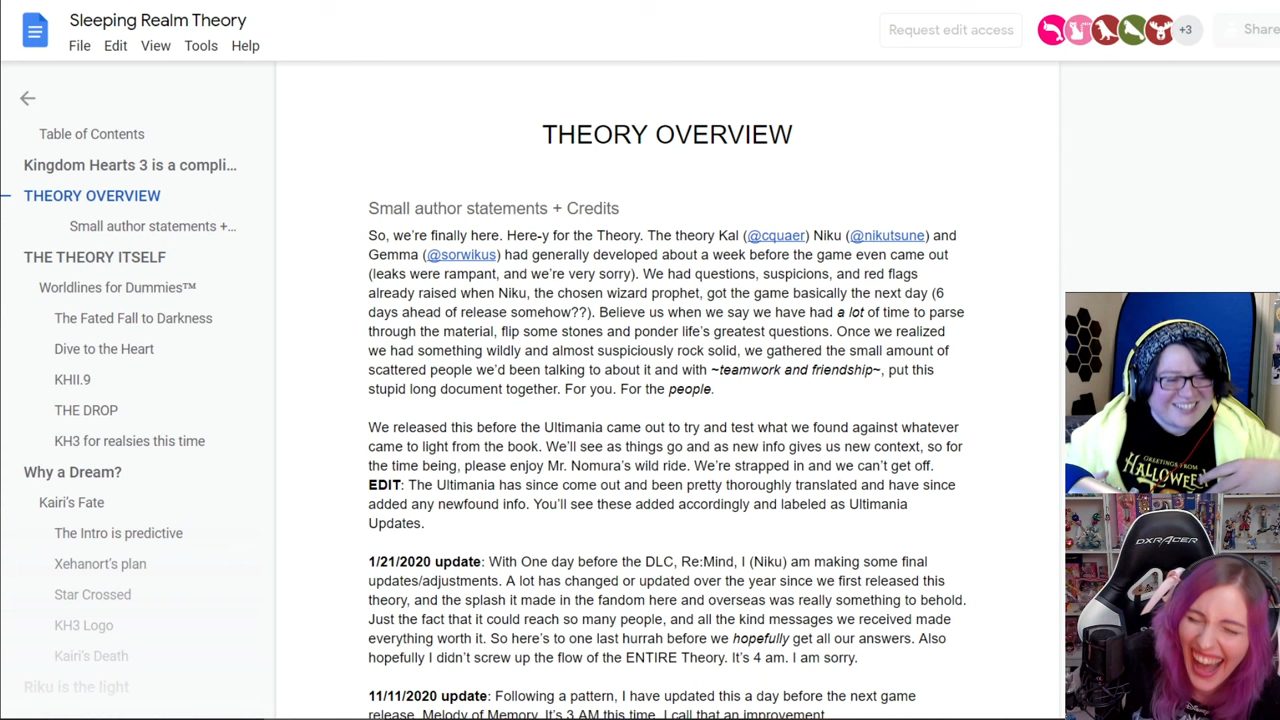 Sleeping Realm Theory
File Edit View Tools Help
Request edit access
+3
Share
Table of Contents
Kingdom Hearts 3 is a compli...
THEORY OVERVIEW
Small author statements +...
THE THEORY ITSELF
Worldlines for Dummies™
The Fated Fall to Darkness
Dive to the Heart
KHII.9
THE DROP
KH3 for realsies this time
Why a Dream?
Kairi's Fate
The Intro is predictive
Xehanort's plan
Star Crossed
KH3 Logo
Kairi's Death
Riku is the light
THEORY OVERVIEW
Small author statements + Credits
So, we're finally here. Here-y for the Theory. The theory Kal (@cquaer) Niku (@nikutsune) and
Gemma (@sorwikus) had generally developed about a week before the game even came out
(leaks were rampant, and we're very sorry). We had questions, suspicions, and red flags
already raised when Niku, the chosen wizard prophet, got the game basically the next day (6
days ahead of release somehow??). Believe us when we say we have had a lot of time to parse
through the material, flip some stones and ponder life's greatest questions. Once we realized
we had something wildly and almost suspiciously rock solid, we gathered the small amount of
scattered people we'd been talking to about it and with ~teamwork and friendship~, put this
stupid long document together. For you. For the people.
We released this before the Ultimania came out to try and test what we found against whatever
came to light from the book. We'll see as things go and as new info gives us new context, so for
the time being, please enjoy Mr. Nomura's wild ride. We're strapped in and we can't get off.
EDIT: The Ultimania has since come out and been pretty thoroughly translated and have since
added any newfound info. You'll see these added accordingly and labeled as Ultimania
Updates.
1/21/2020 update: With One day before the DLC, Re:Mind, I (Niku) am making some final
updates/adjustments. A lot has changed or updated over the year since we first released this
theory, and the splash it made in the fandom here and overseas was really something to behold.
Just the fact that it could reach so many people, and all the kind messages we received made
everything worth it. So here's to one last hurrah before we hopefully get all our answers. Also
hopefully I didn't screw up the flow of the ENTIRE Theory. It's 4 am. I am sorry.
11/11/2020 update: Following a pattern, I have updated this a day before the next game
release, Melody of Memory. It's 3 AM this time, I call that an improvement
GREETINGS FROM
HALLOWEEN
DXRACER